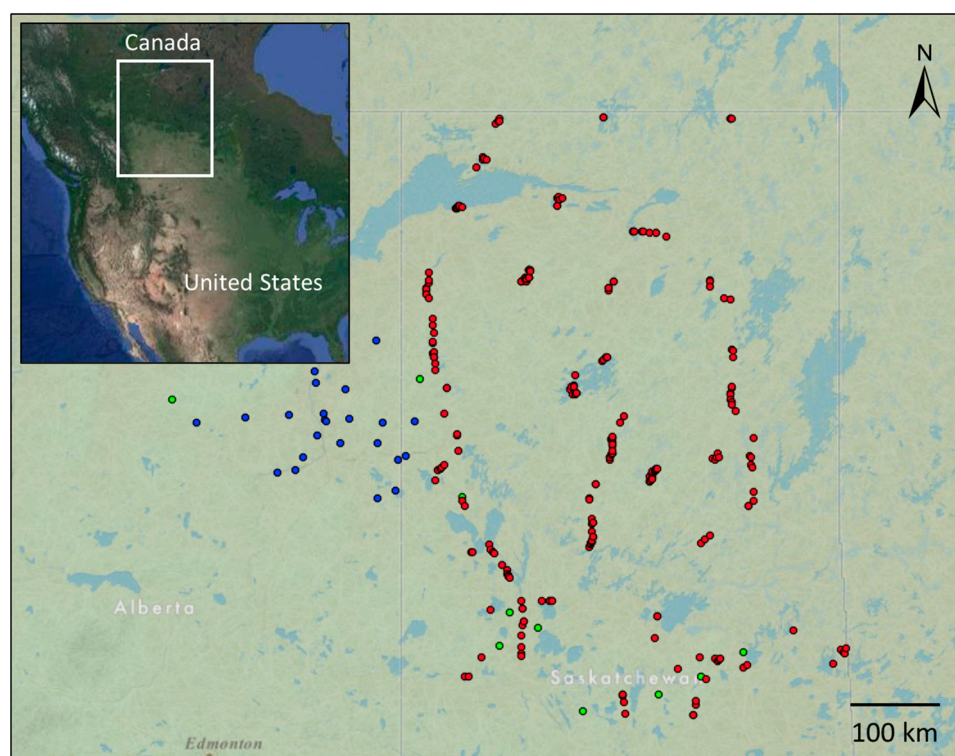 Canada
N
United States
Alberta
Saskatchewan
Edmonton
100 km